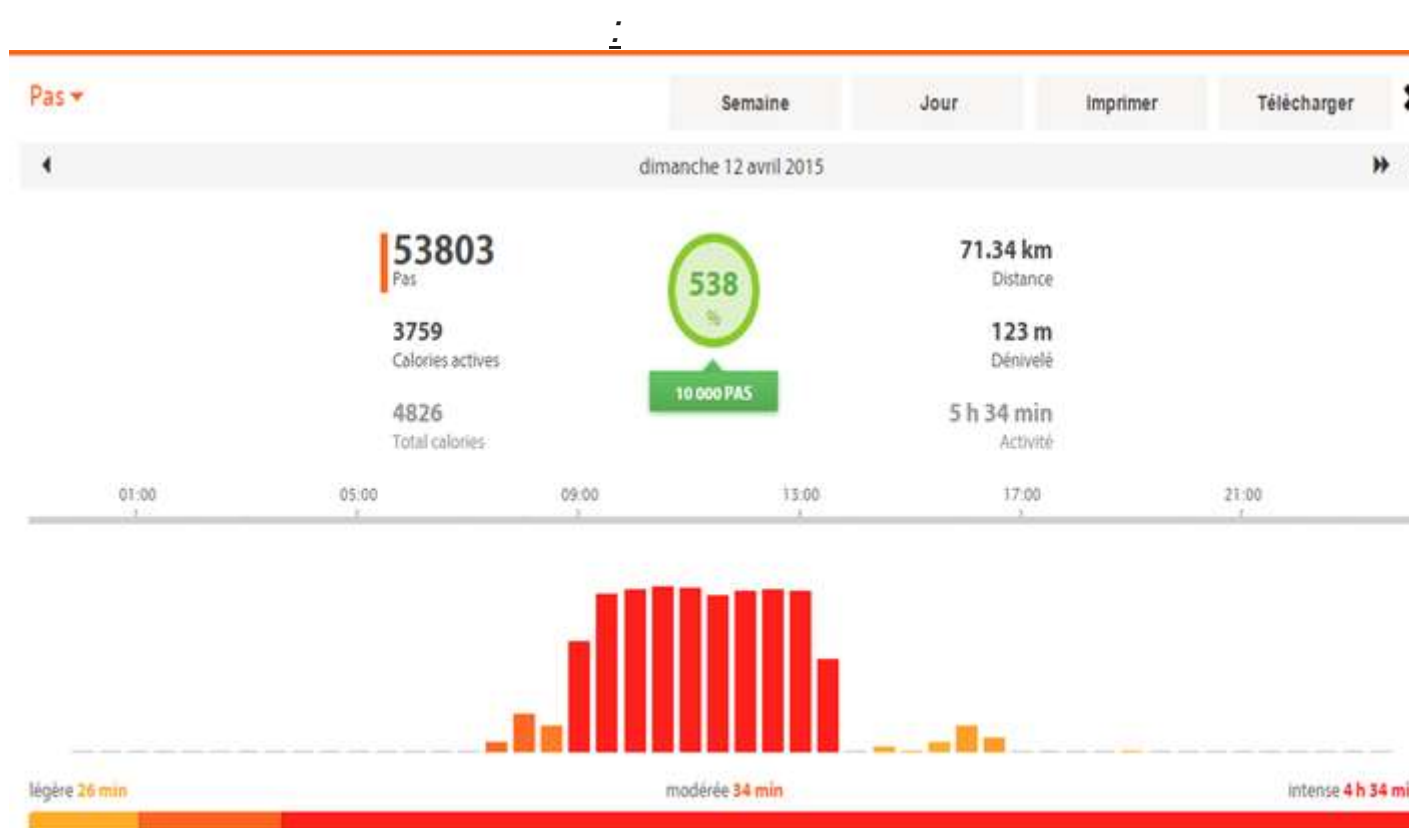 :
Pas
Semaine Jour Imprimer Télécharger
dimanche 12 avril 2015
53803
Pas
538
%
71.34 km
Distance
3759
Calories actives
10 000 PAS
123 m
Dénivelé
4826
Total calories
5 h 34 min
Activité
01:00 05:00 09:00 13:00 17:00 21:00
légère 26 min modérée 34 min intense 4 h 34 mi